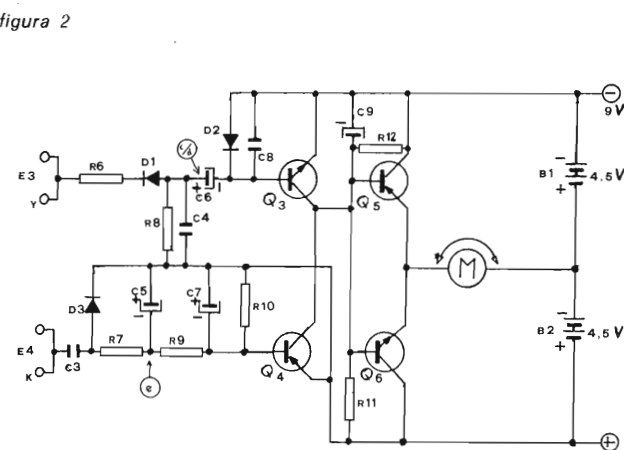 figura 2
−
9 V
C9
−
D2
R12
C8
D1
c/d
R6
E3
Y
+ −
C6
Q3
Q5
−
B1 4,5 V
+
R8
C4
M
C5
+
−
C7
+
−
R10
D3
−
B2 4,5 V
+
E4
K
C3
R7
R9
e
Q4
Q6
R11
+